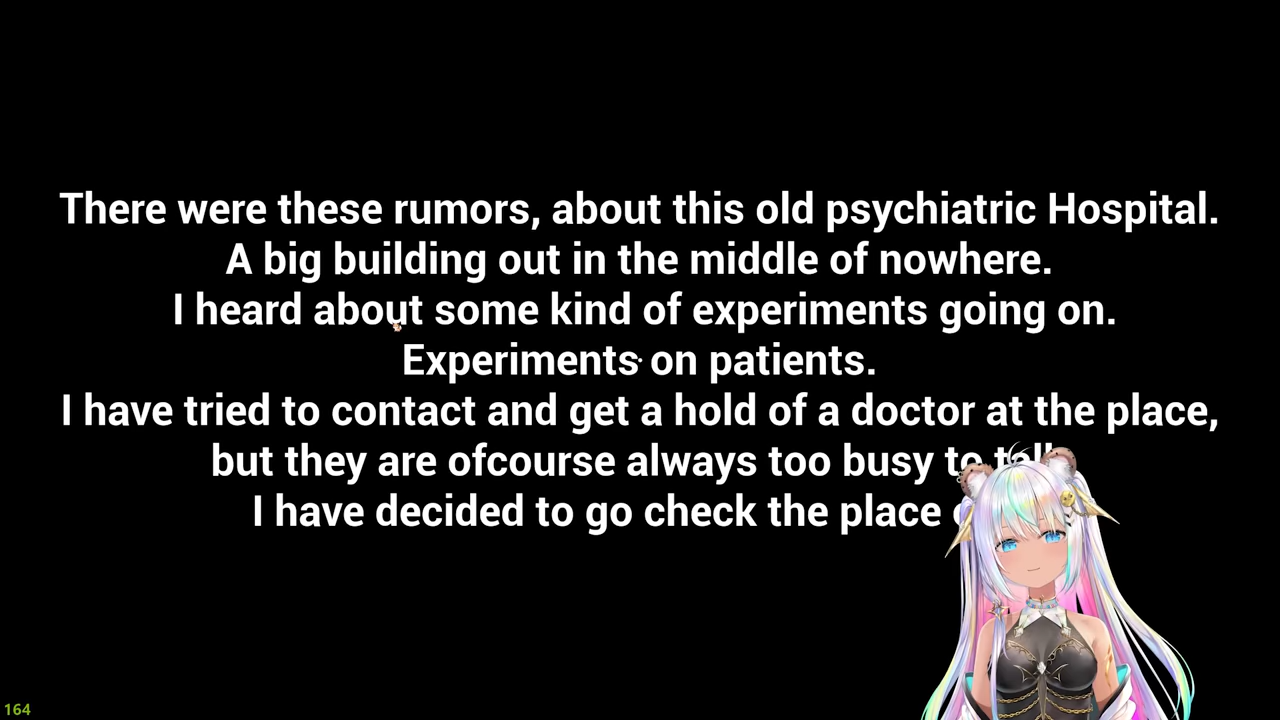 There were these rumors, about this old psychiatric Hospital.
A big building out in the middle of nowhere.
I heard about some kind of experiments going on.
Experiments on patients.
I have tried to contact and get a hold of a doctor at the place,
but they are ofcourse always too busy to
I have decided to go check the place
164